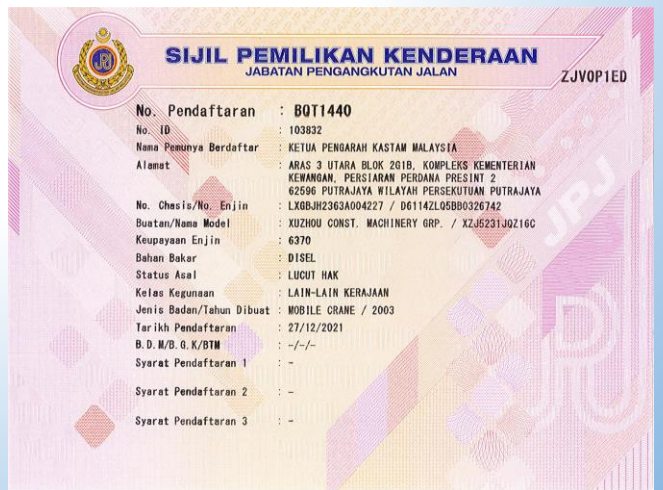 SIJIL PEMILIKAN KENDERAAN
JABATAN PENGANGKUTAN JALAN
ZJVOP1ED
No. Pendaftaran : BQT1440
No. ID : 103832
Nama Pemunya Berdaftar : KETUA PENGARAH KASTAM MALAYSIA
Alamat : ARAS 3 UTARA BLOK 2G1B, KOMPLEKS KEMENTERIAN
KEWANGAN, PERSIARAN PERDANA PRESINT 2
62596 PUTRAJAYA WILAYAH PERSEKUTUAN PUTRAJAYA
No. Chasis/No. Enjin : LXGBJH2363A004227 / D6114ZLQ5BB0326742
Buatan/Nama Model : XUZHOU CONST. MACHINERY GRP. / XZJ5231JQZ16C
Keupayaan Enjin : 6370
Bahan Bakar : DISEL
Status Asal : LUCUT HAK
Kelas Kegunaan : LAIN-LAIN KERAJAAN
Jenis Badan/Tahun Dibuat : MOBILE CRANE / 2003
Tarikh Pendaftaran : 27/12/2021
B.D.M/B.G.K/BTM : -/-/-
Syarat Pendaftaran 1 : -
Syarat Pendaftaran 2 : -
Syarat Pendaftaran 3 : -
JPJ